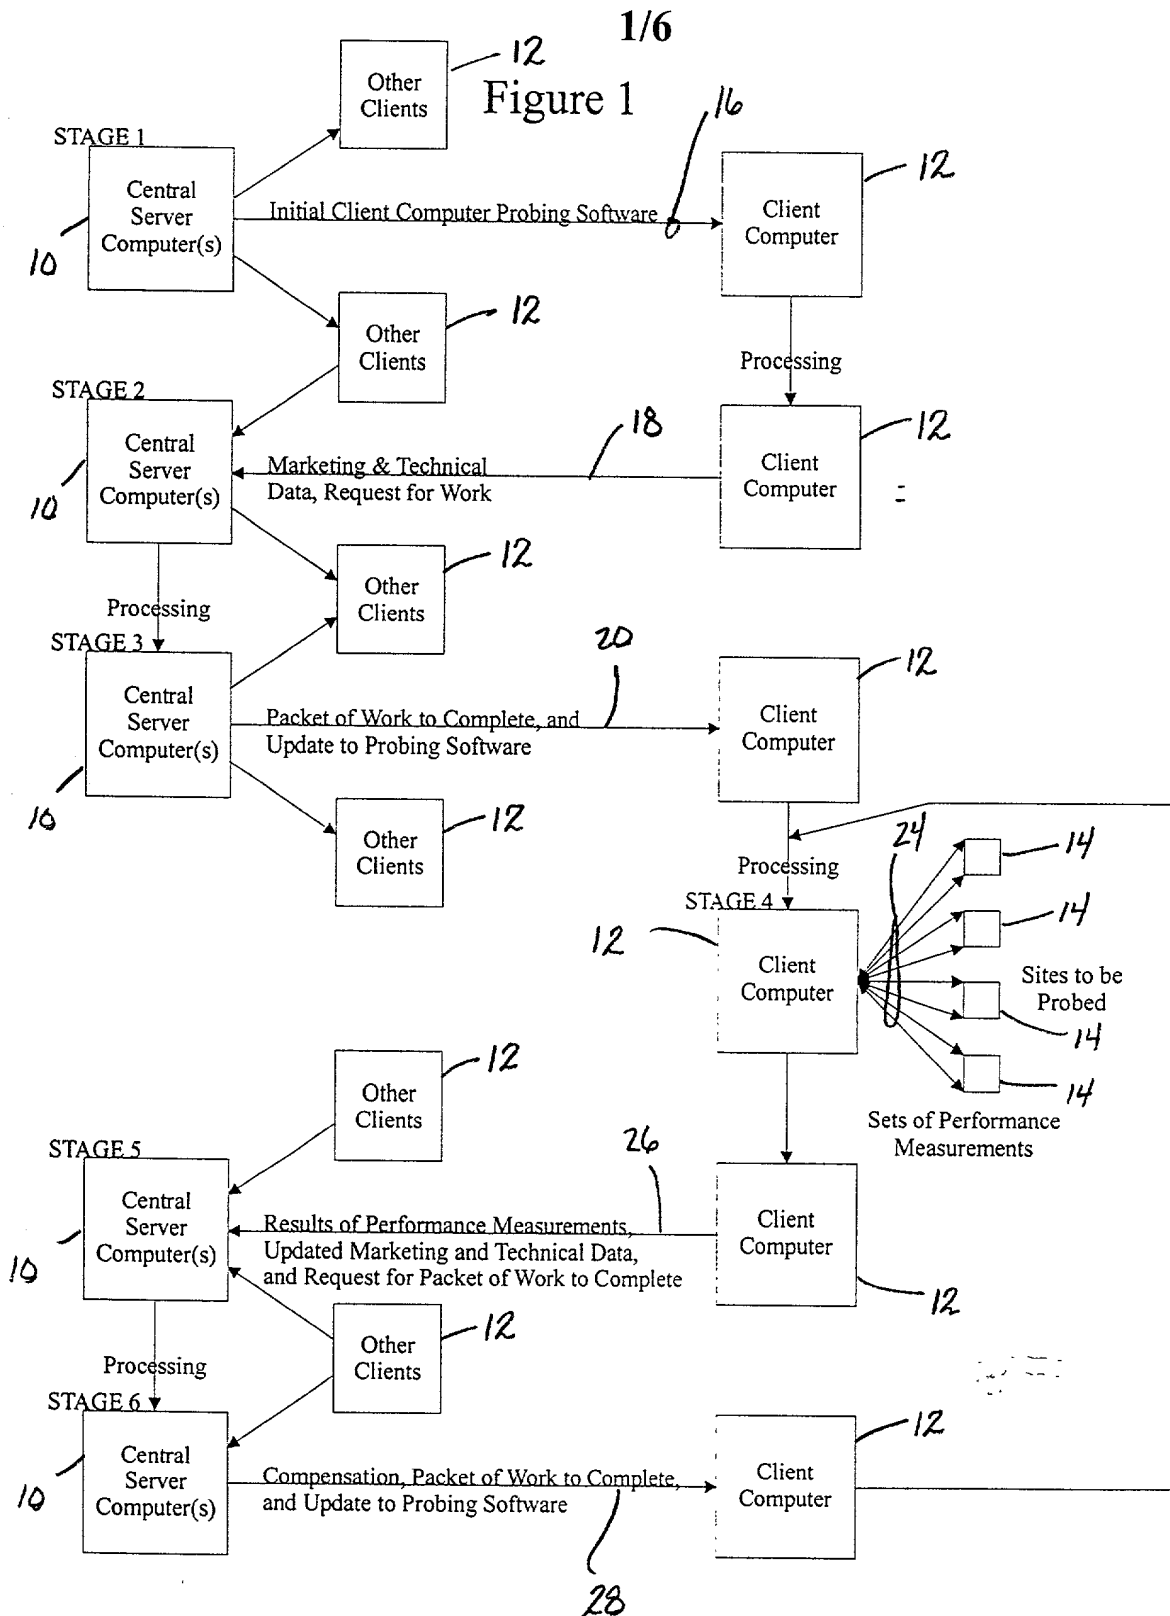 1/6
12
Other
Clients
Figure 1
16
STAGE 1
Central
Server
Computer(s)
10
Initial Client Computer Probing Software
Client
Computer
12
Other
Clients
12
Processing
STAGE 2
Central
Server
Computer(s)
10
18
Marketing & Technical
Data, Request for Work
Client
Computer
12
Other
Clients
12
Processing
STAGE 3
Central
Server
Computer(s)
10
20
Packet of Work to Complete, and
Update to Probing Software
Client
Computer
12
Other
Clients
12
Processing
24
14
STAGE 4
12
Client
Computer
14
Sites to be
Probed
14
14
Sets of Performance
Measurements
Other
Clients
12
STAGE 5
Central
Server
Computer(s)
10
26
Results of Performance Measurements,
Updated Marketing and Technical Data,
and Request for Packet of Work to Complete
Client
Computer
12
Other
Clients
12
Processing
STAGE 6
Central
Server
Computer(s)
10
Compensation, Packet of Work to Complete,
and Update to Probing Software
28
Client
Computer
12